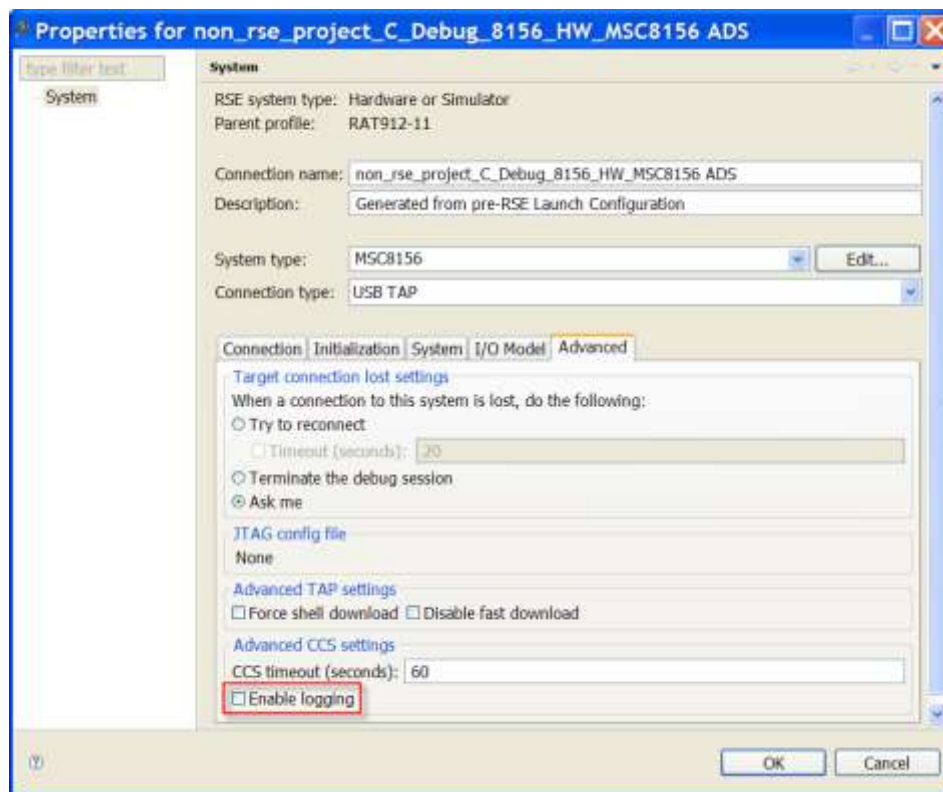 Properties for non_rse_project_C_Debug_8156_HW_MSC8156 ADS
type filter text
System
System
RSE system type: Hardware or Simulator
Parent profile: RAT912-11
Connection name: non_rse_project_C_Debug_8156_HW_MSC8156 ADS
Description: Generated from pre-RSE Launch Configuration
System type: MSC8156 Edit...
Connection type: USB TAP
Connection Initialization System I/O Model Advanced
Target connection lost settings
When a connection to this system is lost, do the following:
Try to reconnect
Timeout (seconds): 20
Terminate the debug session
Ask me
JTAG config file
None
Advanced TAP settings
Force shell download Disable fast download
Advanced CCS settings
CCS timeout (seconds): 60
Enable logging
OK Cancel